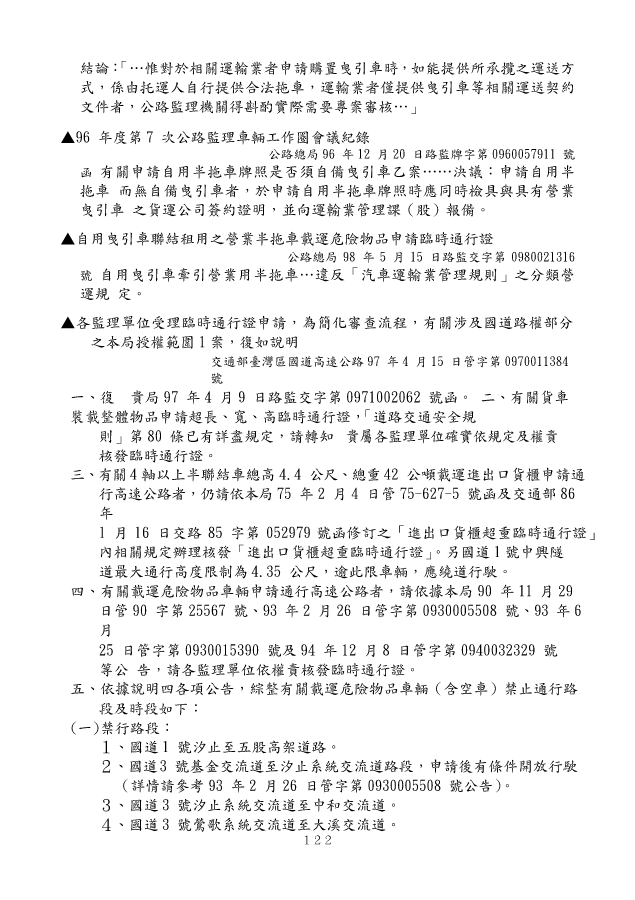 結論：「…惟對於相關運輸業者申請購置曳引車時，如能提供所承攬之運送方
式，係由托運人自行提供合法拖車，運輸業者僅提供曳引車等相關運送契約
文件者，公路監理機關得斟酌實際需要專案審核…」
▲96 年度第 7 次公路監理車輛工作圈會議紀錄
公路總局 96 年 12 月 20 日路監牌字第 0960057911 號
函 有關申請自用半拖車牌照是否須自備曳引車乙案……決議：申請自用半
拖車 而無自備曳引車者，於申請自用半拖車牌照時應同時檢具與具有營業
曳引車 之貨運公司簽約證明，並向運輸業管理課（股）報備。
▲自用曳引車聯結租用之營業半拖車載運危險物品申請臨時通行證
公路總局 98 年 5 月 15 日路監交字第 0980021316
號 自用曳引車牽引營業用半拖車…違反「汽車運輸業管理規則」之分類營
運規 定。
▲各監理單位受理臨時通行證申請，為簡化審查流程，有關涉及國道路權部分
之本局授權範圍 1 案，復如說明
交通部臺灣區國道高速公路 97 年 4 月 15 日管字第 0970011384
號
一、復　貴局 97 年 4 月 9 日路監交字第 0971002062 號函。 二、有關貨車
裝載整體物品申請超長、寬、高臨時通行證，「道路交通安全規
則」第 80 條已有詳盡規定，請轉知　貴屬各監理單位確實依規定及權責
核發臨時通行證。
三、有關 4 軸以上半聯結車總高 4.4 公尺、總重 42 公噸載運進出口貨櫃申請通
行高速公路者，仍請依本局 75 年 2 月 4 日管 75-627-5 號函及交通部 86
年
1 月 16 日交路 85 字第 052979 號函修訂之「進出口貨櫃超重臨時通行證」
內相關規定辦理核發「進出口貨櫃超重臨時通行證」。另國道 1 號中興隧
道最大通行高度限制為 4.35 公尺，逾此限車輛，應繞道行駛。
四、有關載運危險物品車輛申請通行高速公路者，請依據本局 90 年 11 月 29
日管 90 字第 25567 號、93 年 2 月 26 日管字第 0930005508 號、93 年 6
月
25 日管字第 0930015390 號及 94 年 12 月 8 日管字第 0940032329 號
等公 告，請各監理單位依權責核發臨時通行證。
五、依據說明四各項公告，綜整有關載運危險物品車輛（含空車）禁止通行路
段及時段如下：
(一)禁行路段：
１、國道 1 號汐止至五股高架道路。
２、國道 3 號基金交流道至汐止系統交流道路段，申請後有條件開放行駛
（詳情請參考 93 年 2 月 26 日管字第 0930005508 號公告)。
３、國道 3 號汐止系統交流道至中和交流道。
４、國道 3 號鶯歌系統交流道至大溪交流道。
122